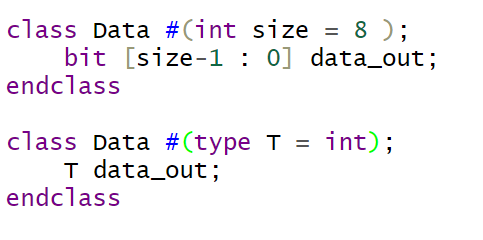 class Data #(int size = 8 );
    bit [size-1 : 0] data_out;
endclass

class Data #(type T = int);
    T data_out;
endclass